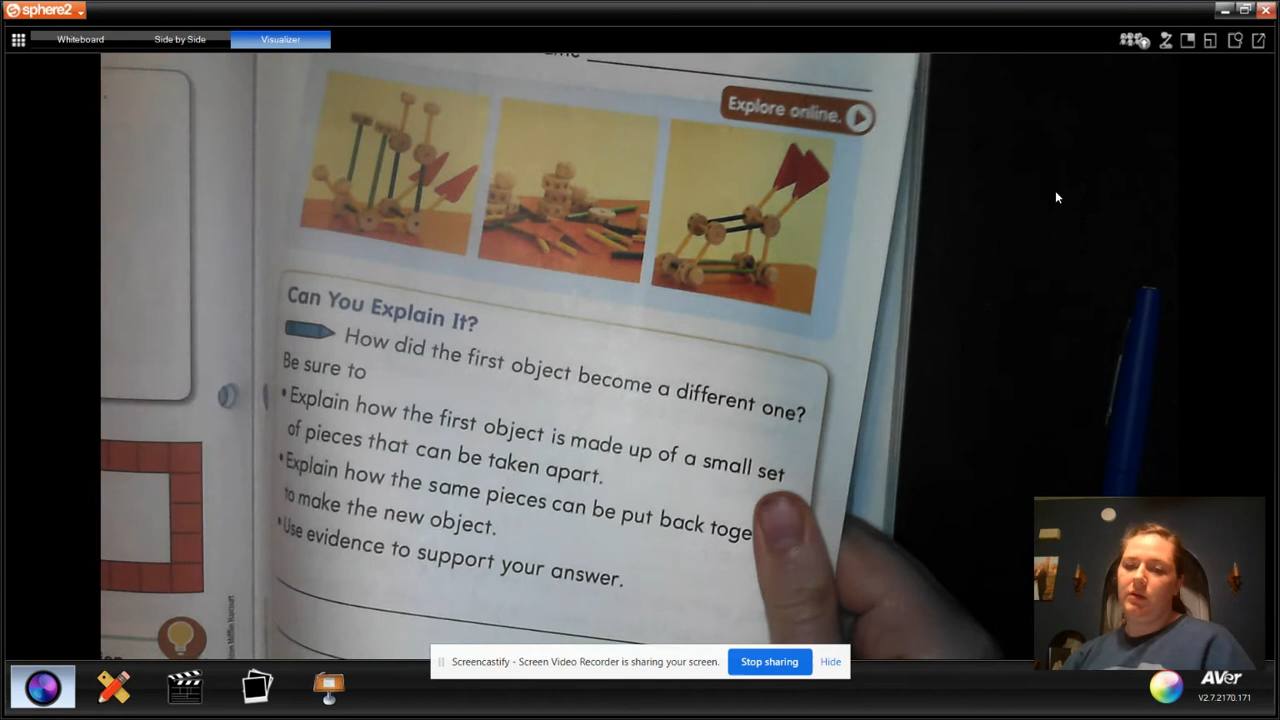 sphere2
Whiteboard
Side by Side
Visualizer
Explore online.
Can You Explain It?
How did the first object become a different one?
Be sure to
•Explain how the first object is made up of a small set
of pieces that can be taken apart.
•Explain how the same pieces can be put back toge
to make the new object.
•Use evidence to support your answer.
Screencastify - Screen Video Recorder is sharing your screen.
Stop sharing
Hide
AVer
V2.7.2170.171